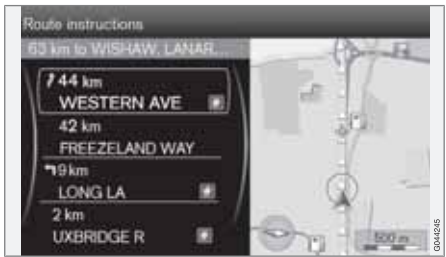 Route instructions
63 km to WISHAW, LANAR...
44 km
WESTERN AVE
42 km
FREEZELAND WAY
9 km
LONG LA
2 km
UXBRIDGE R
500 m
G044245